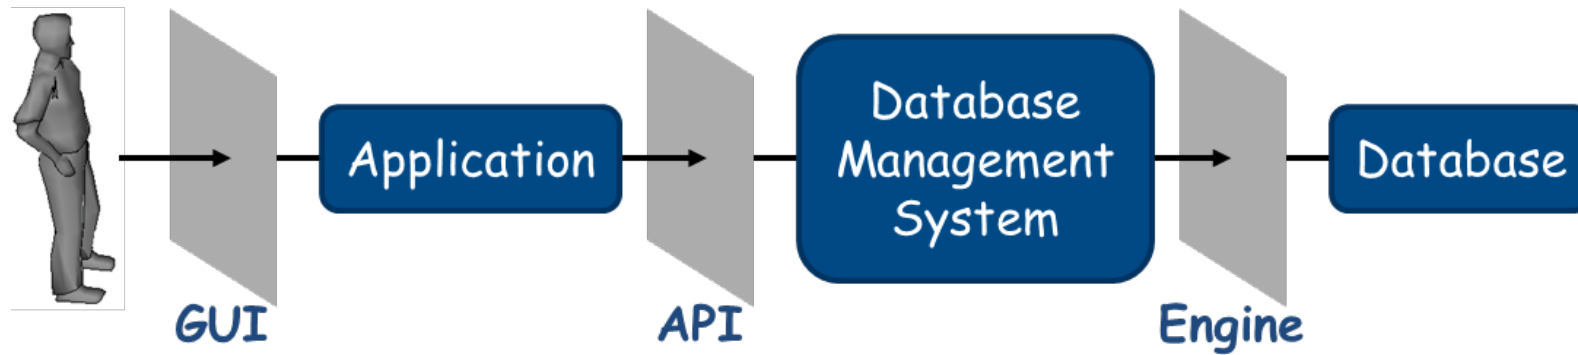 GUI
Application
API
Database
Management
System
Engine
Database